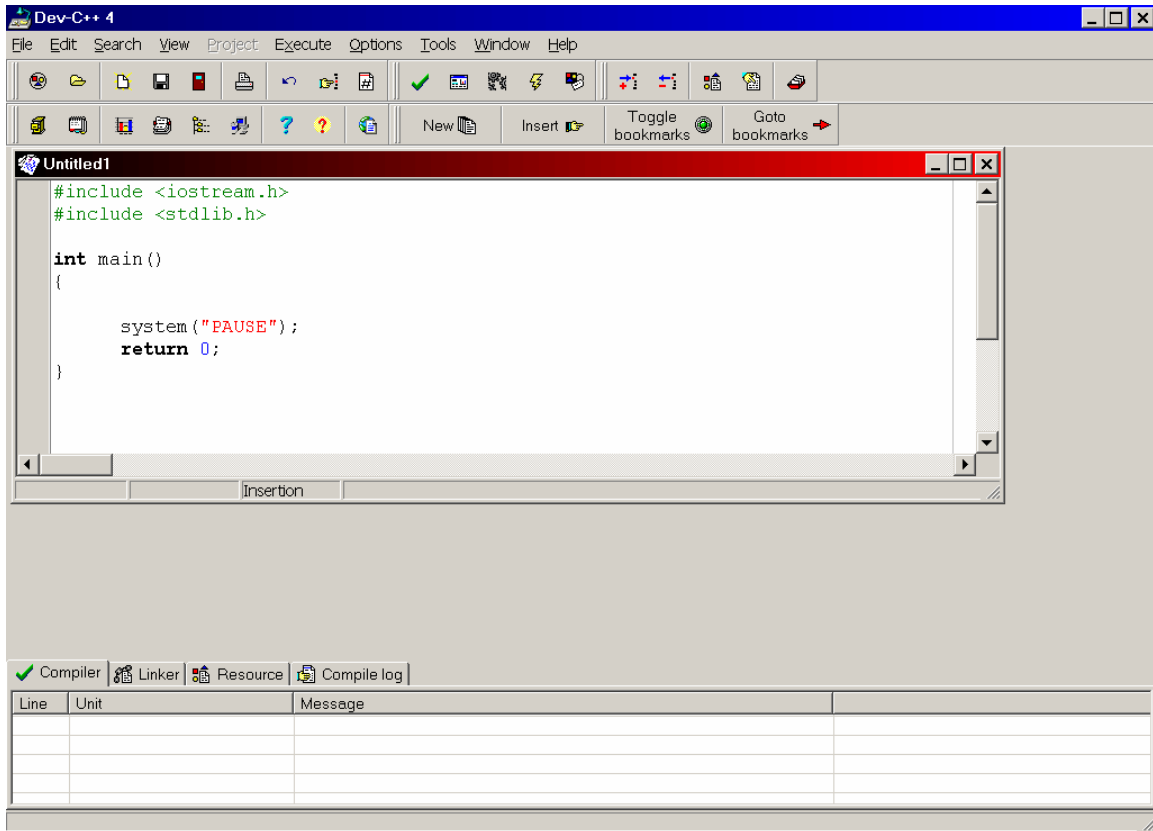 Dev-C++ 4
File Edit Search View Project Execute Options Tools Window Help
New Insert Toggle bookmarks Goto bookmarks
Untitled1
#include <iostream.h>
#include <stdlib.h>
int main()
{
system("PAUSE");
return 0;
}
Insertion
Compiler Linker Resource Compile log
Line Unit Message